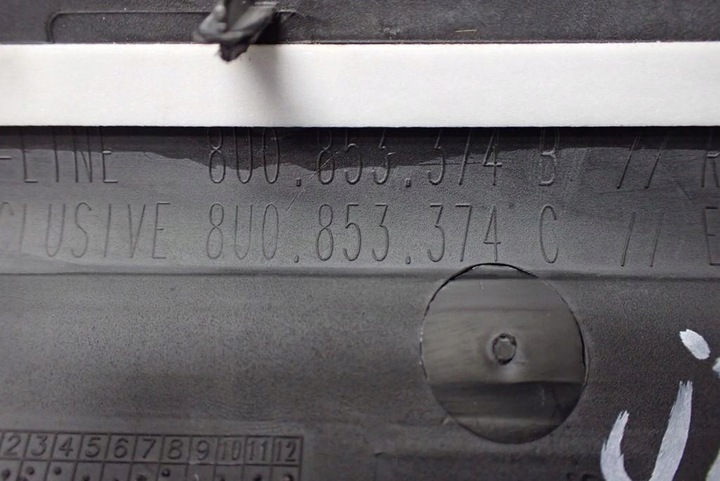 -LINE 8U0.853.374 B // R
CLUSIVE 8U0.853.374 C // E
2 3 4 5 6 7 8 9 10 11 12